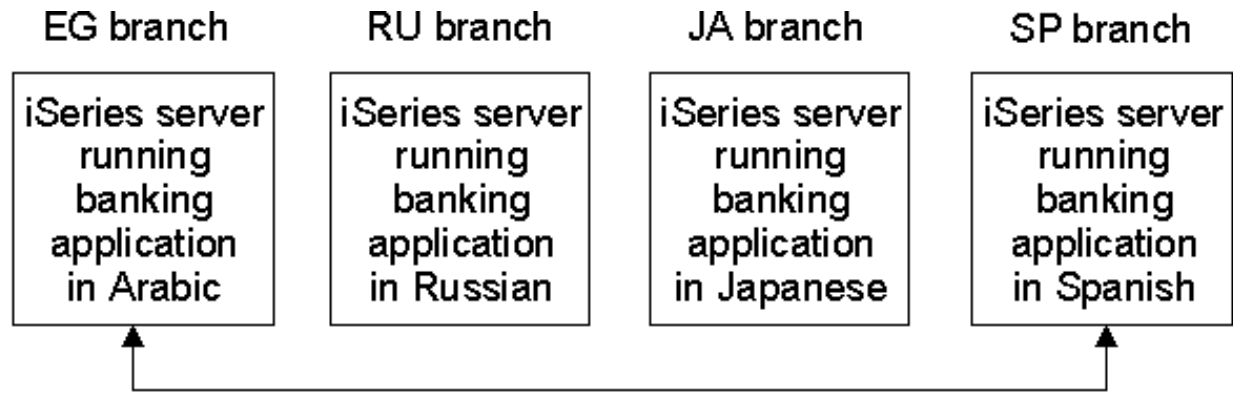 EG branch
iSeries server
running
banking
application
in Arabic
RU branch
iSeries server
running
banking
application
in Russian
JA branch
iSeries server
running
banking
application
in Japanese
SP branch
iSeries server
running
banking
application
in Spanish